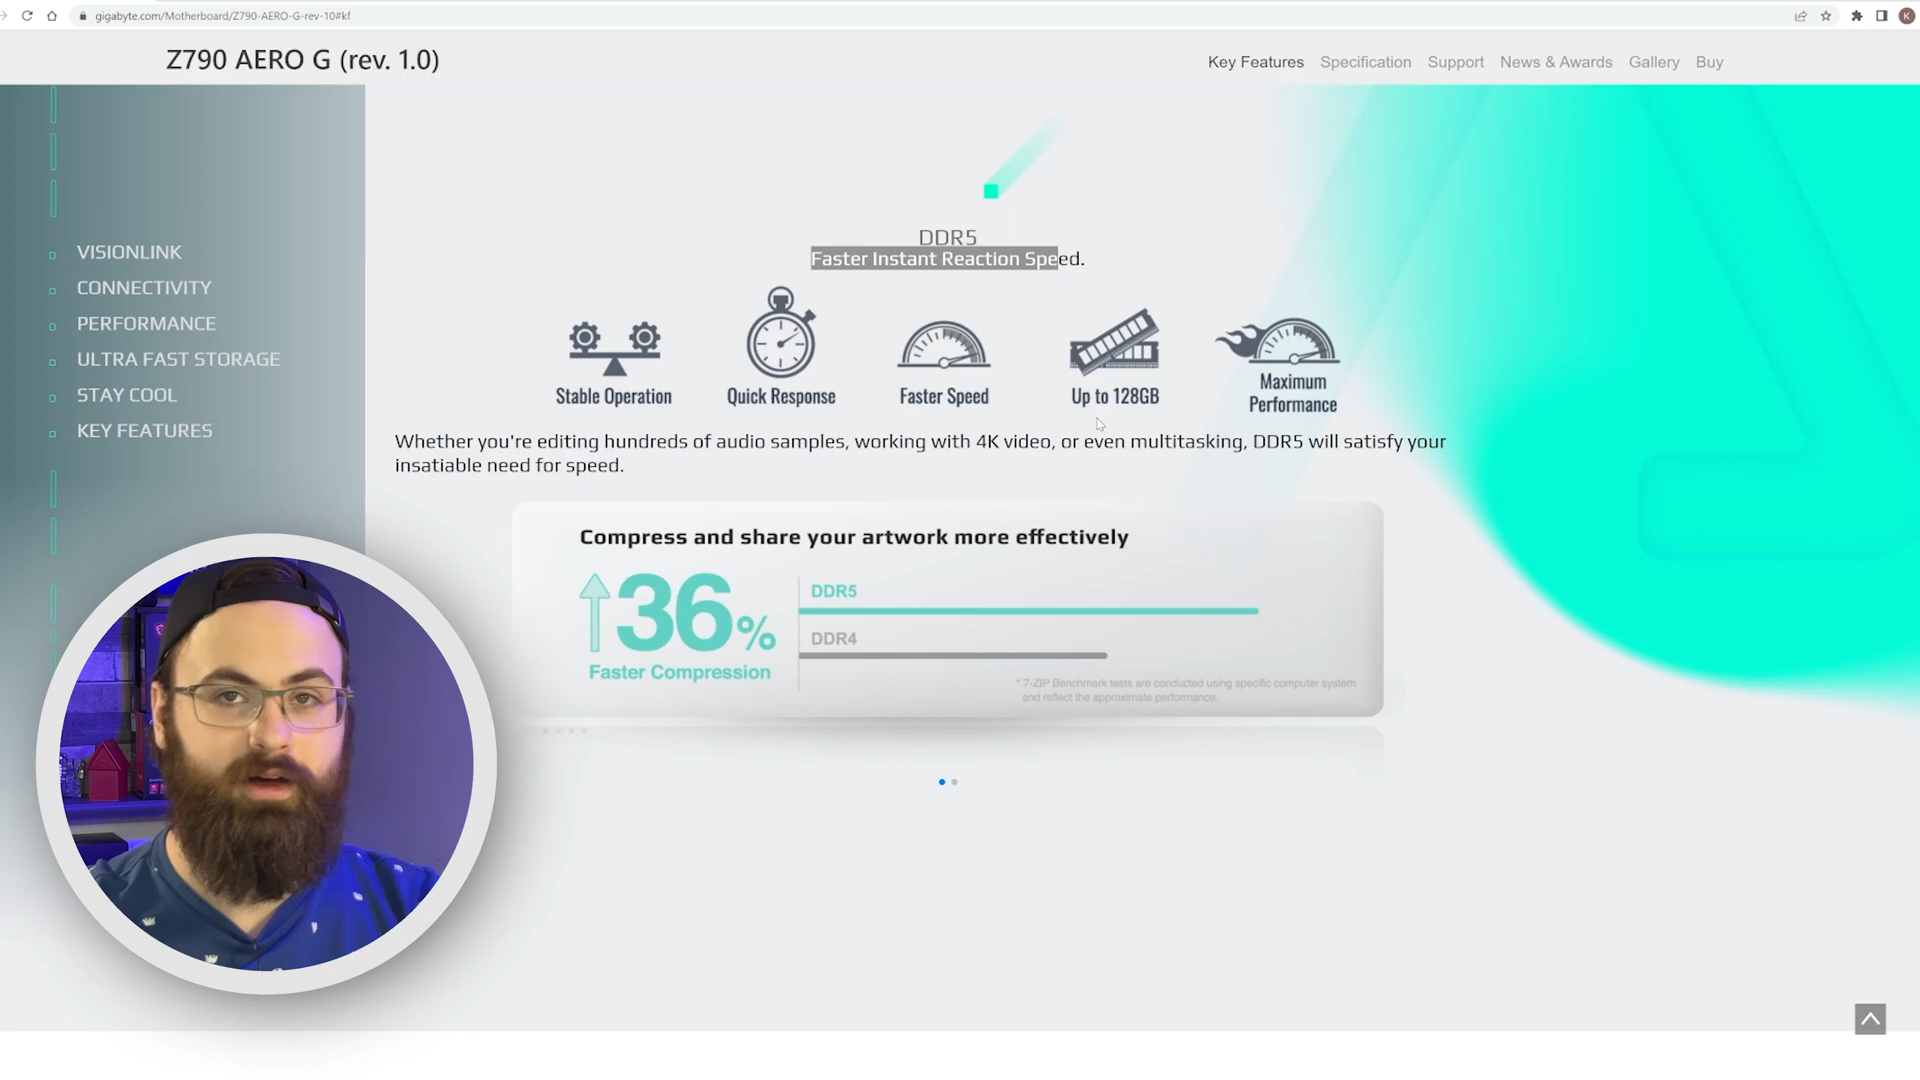 gigabyte.com/Motherboard/Z790-AERO-G-rev-10#kf
K
Z790 AERO G (rev. 1.0)
Key Features
Specification
Support
News & Awards
Gallery
Buy
VISIONLINK
CONNECTIVITY
PERFORMANCE
ULTRA FAST STORAGE
STAY COOL
KEY FEATURES
DDR5
Faster Instant Reaction Speed.
Stable Operation
Quick Response
Faster Speed
Up to 128GB
Maximum
Performance
Whether you're editing hundreds of audio samples, working with 4K video, or even multitasking, DDR5 will satisfy your
insatiable need for speed.
Compress and share your artwork more effectively
36%
Faster Compression
DDR5
DDR4
* 7-ZIP Benchmark tests are conducted using specific computer system
and reflect the approximate performance.